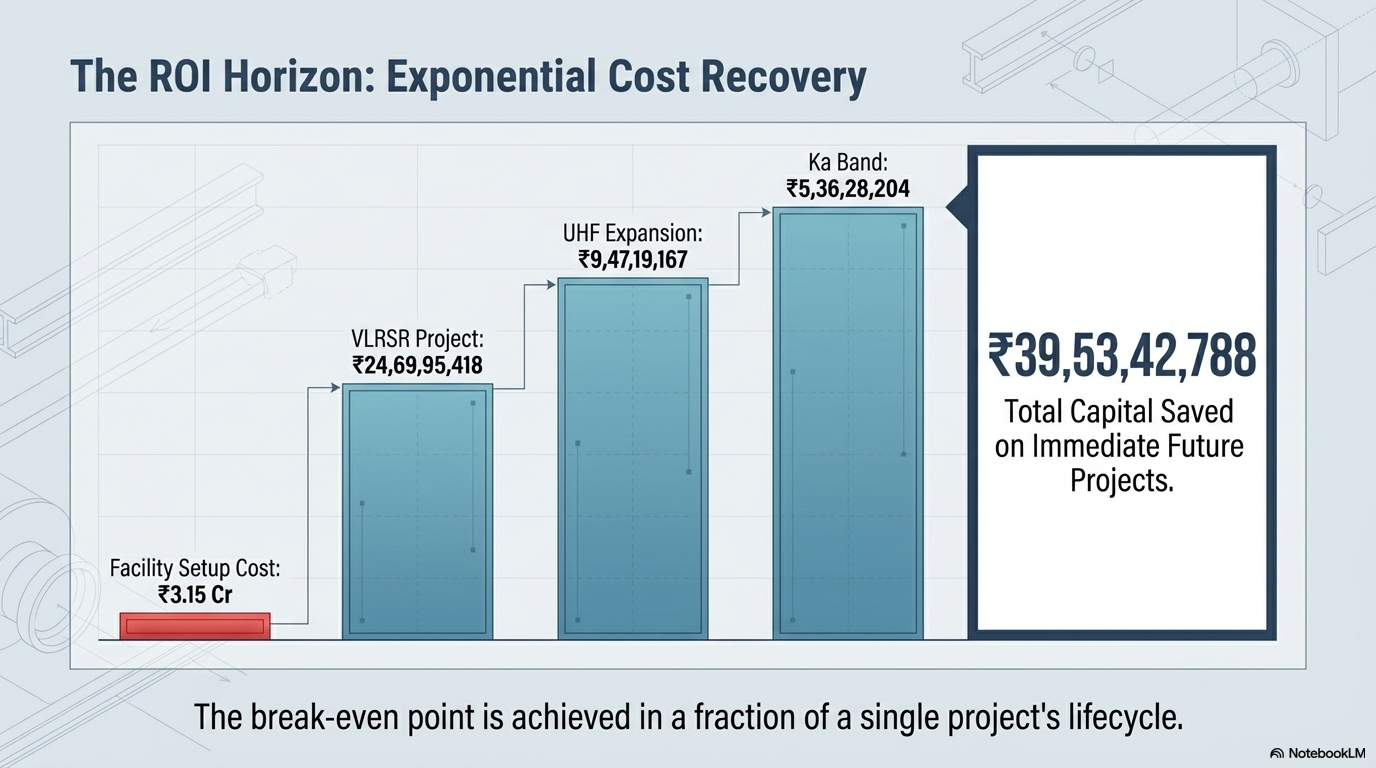 The ROI Horizon: Exponential Cost Recovery
Facility Setup Cost:
₹3.15 Cr
VLRSR Project:
₹24,69,95,418
UHF Expansion:
₹9,47,19,167
Ka Band:
₹5,36,28,204
₹39,53,42,788
Total Capital Saved
on Immediate Future
Projects.
The break-even point is achieved in a fraction of a single project's lifecycle.
NotebookLM